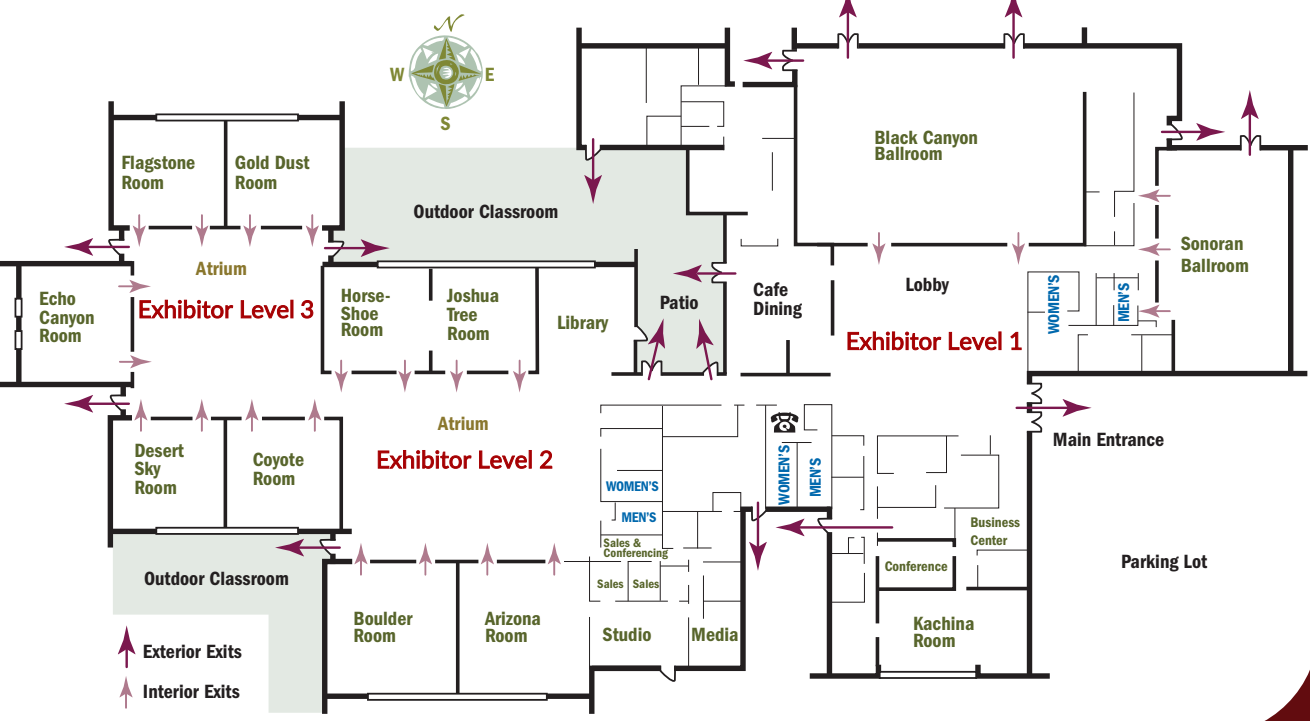 N
W
E
S
Black Canyon
Ballroom
Flagstone
Room
Gold Dust
Room
Outdoor Classroom
Sonoran
Ballroom
Atrium
Exhibitor Level 3
Echo
Canyon
Room
Horse-
Shoe
Room
Joshua
Tree
Room
Library
Patio
Cafe
Dining
Lobby
WOMEN'S
MEN'S
Exhibitor Level 1
Atrium
Exhibitor Level 2
Main Entrance
Desert
Sky
Room
Coyote
Room
WOMEN'S
MEN'S
WOMEN'S
MEN'S
Sales &
Conferencing
Sales
Sales
Business
Center
Conference
Parking Lot
Outdoor Classroom
Boulder
Room
Arizona
Room
Studio
Media
Kachina
Room
Exterior Exits
Interior Exits